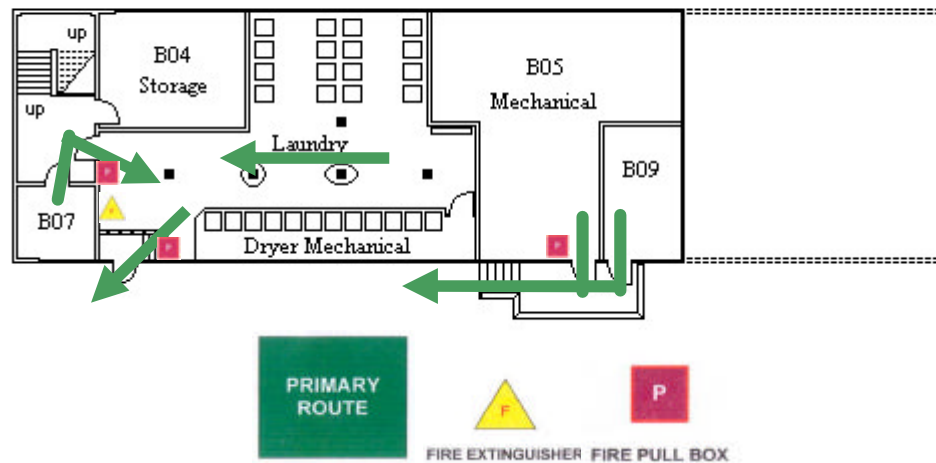 up
B04
Storage
B05
Mechanical
up
Laundry
P
B09
F
B07
P
Dryer Mechanical
P
PRIMARY
ROUTE
F
P
FIRE EXTINGUISHER
FIRE PULL BOX